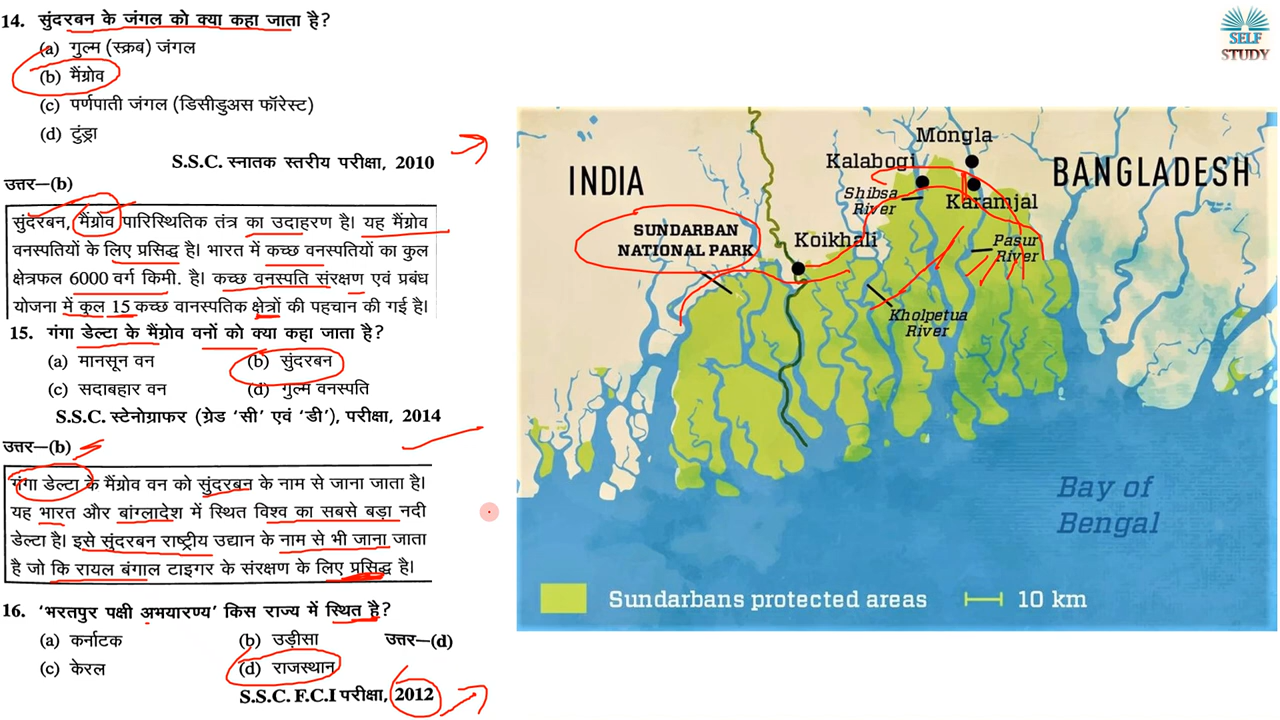 14. सुंदरबन के जंगल को क्या कहा जाता है?
(a) गुल्म (स्क्रब) जंगल
(b) मैंग्रोव
(c) पर्णपाती जंगल (डिसीडुअस फॉरेस्ट)
(d) टुंड्रा
S.S.C. स्नातक स्तरीय परीक्षा, 2010
उत्तर—(b)
सुंदरबन, मैंग्रोव पारिस्थितिक तंत्र का उदाहरण है। यह मैंग्रोव
वनस्पतियों के लिए प्रसिद्ध है। भारत में कच्छ वनस्पतियों का कुल
क्षेत्रफल 6000 वर्ग किमी. है। कच्छ वनस्पति संरक्षण एवं प्रबंध
योजना में कुल 15 कच्छ वानस्पतिक क्षेत्रों की पहचान की गई है।
15. गंगा डेल्टा के मैंग्रोव वनों को क्या कहा जाता है?
(a) मानसून वन (b) सुंदरबन
(c) सदाबहार वन (d) गुल्म वनस्पति
S.S.C. स्टेनोग्राफर (ग्रेड ‘सी’ एवं ‘डी’), परीक्षा, 2014
उत्तर—(b)
गंगा डेल्टा के मैंग्रोव वन को सुंदरबन के नाम से जाना जाता है।
यह भारत और बांग्लादेश में स्थित विश्व का सबसे बड़ा नदी
डेल्टा है। इसे सुंदरबन राष्ट्रीय उद्यान के नाम से भी जाना जाता
है जो कि रायल बंगाल टाइगर के संरक्षण के लिए प्रसिद्ध है।
16. ‘भरतपुर पक्षी अभयारण्य’ किस राज्य में स्थित है?
(a) कर्नाटक (b) उड़ीसा उत्तर—(d)
(c) केरल (d) राजस्थान
S.S.C. F.C.I परीक्षा, 2012
SELF
STUDY
INDIA
BANGLADESH
Mongla
Kalabogi
Shibsa
River
Karamjal
SUNDARBAN
NATIONAL PARK
Koikhali
Pasur
River
Kholpetua
River
Bay of
Bengal
Sundarbans protected areas
10 km